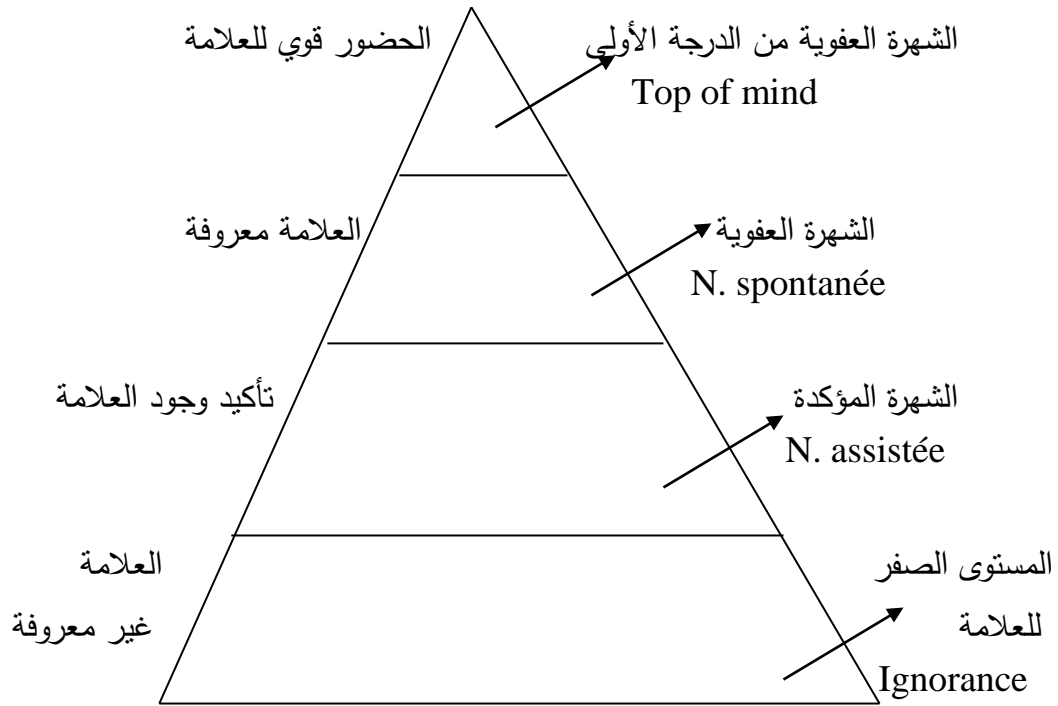 الشهرة العفوية من الدرجة الأولى
الحضور قوي للعلامة
Top of mind
الشهرة العفوية
العلامة معروفة
N. spontanée
الشهرة المؤكدة
تأكيد وجود العلامة
N. assistée
المستوى الصفر
للعلامة
Ignorance
العلامة
غير معروفة